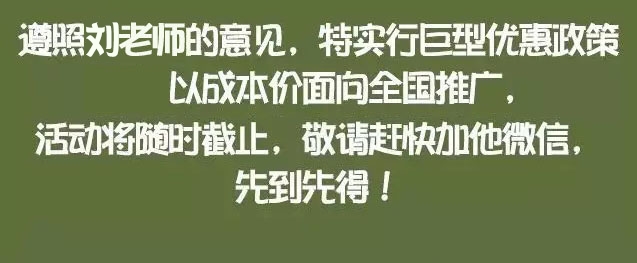 遵照刘老师的意见，特实行巨型优惠政策
以成本价面向全国推广，
活动将随时截止，敬请赶快加他微信，
先到先得！